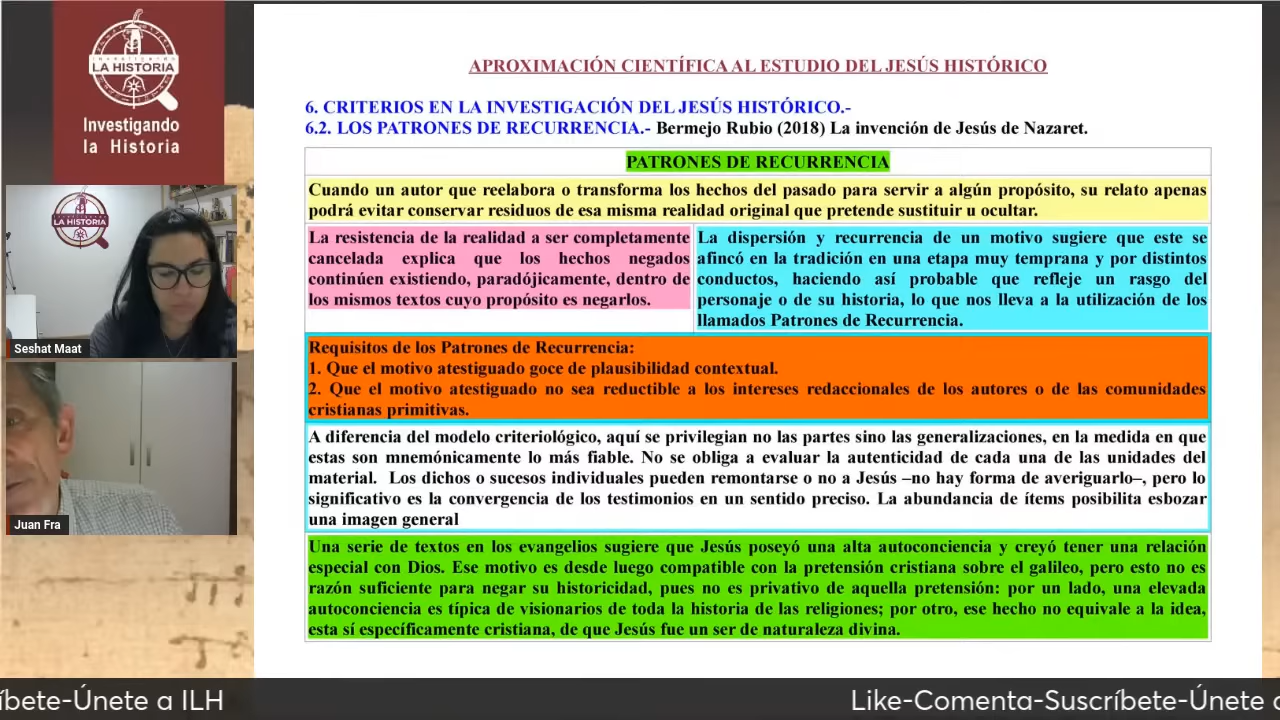 LA HISTORIA
Investigando
la Historia
LA HISTORIA
Seshat Maat
Juan Fra
APROXIMACIÓN CIENTÍFICA AL ESTUDIO DEL JESÚS HISTÓRICO
6. CRITERIOS EN LA INVESTIGACIÓN DEL JESÚS HISTÓRICO.-
6.2. LOS PATRONES DE RECURRENCIA.- Bermejo Rubio (2018) La invención de Jesús de Nazaret.
PATRONES DE RECURRENCIA
Cuando un autor que reelabora o transforma los hechos del pasado para servir a algún propósito, su relato apenas
podrá evitar conservar residuos de esa misma realidad original que pretende sustituir u ocultar.
La resistencia de la realidad a ser completamente
cancelada explica que los hechos negados
continúen existiendo, paradójicamente, dentro de
los mismos textos cuyo propósito es negarlos.
La dispersión y recurrencia de un motivo sugiere que este se
afincó en la tradición en una etapa muy temprana y por distintos
conductos, haciendo así probable que refleje un rasgo del
personaje o de su historia, lo que nos lleva a la utilización de los
llamados Patrones de Recurrencia.
Requisitos de los Patrones de Recurrencia:
1. Que el motivo atestiguado goce de plausibilidad contextual.
2. Que el motivo atestiguado no sea reductible a los intereses redaccionales de los autores o de las comunidades
cristianas primitivas.
A diferencia del modelo criteriológico, aquí se privilegian no las partes sino las generalizaciones, en la medida en que
estas son mnemónicamente lo más fiable. No se obliga a evaluar la autenticidad de cada una de las unidades del
material. Los dichos o sucesos individuales pueden remontarse o no a Jesús –no hay forma de averiguarlo–, pero lo
significativo es la convergencia de los testimonios en un sentido preciso. La abundancia de ítems posibilita esbozar
una imagen general
Una serie de textos en los evangelios sugiere que Jesús poseyó una alta autoconciencia y creyó tener una relación
especial con Dios. Ese motivo es desde luego compatible con la pretensión cristiana sobre el galileo, pero esto no es
razón suficiente para negar su historicidad, pues no es privativo de aquella pretensión: por un lado, una elevada
autoconciencia es típica de visionarios de toda la historia de las religiones; por otro, ese hecho no equivale a la idea,
esta sí específicamente cristiana, de que Jesús fue un ser de naturaleza divina.
íbete-Únete a ILH
Like-Comenta-Suscríbete-Únete